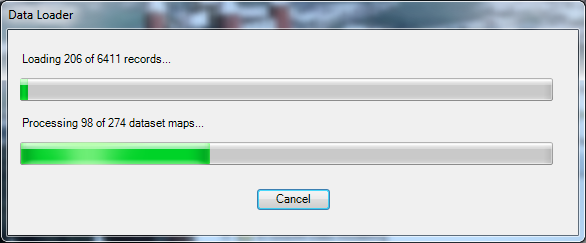 Data Loader
Loading 206 of 6411 records...
Processing 98 of 274 dataset maps...
Cancel